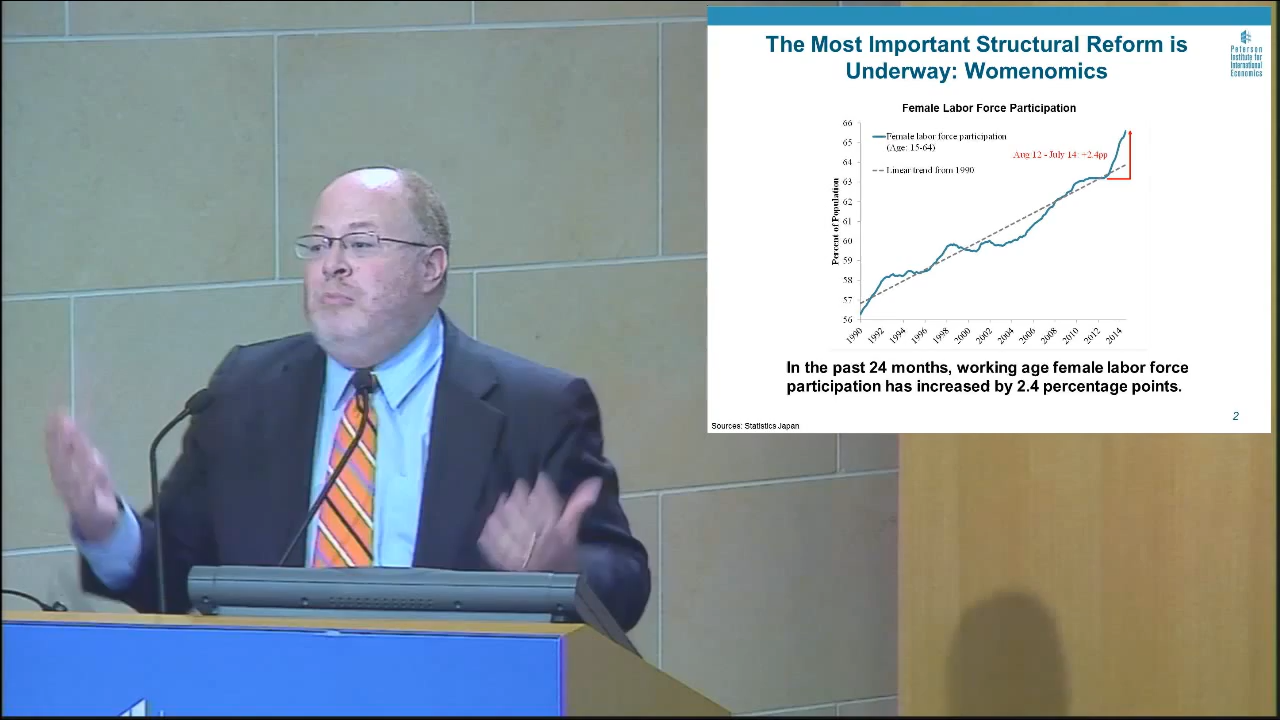 The Most Important Structural Reform is
Underway: Womenomics
Peterson
Institute for
International
Economics
Female Labor Force Participation
Percent of Population
66
65
64
63
62
61
60
59
58
57
56
Female labor force participation
(Age: 15-64)
Linear trend from 1990
Aug 12 - July 14: +2.4pp
1990
1992
1994
1996
1998
2000
2002
2004
2006
2008
2010
2012
2014
In the past 24 months, working age female labor force
participation has increased by 2.4 percentage points.
2
Sources: Statistics Japan